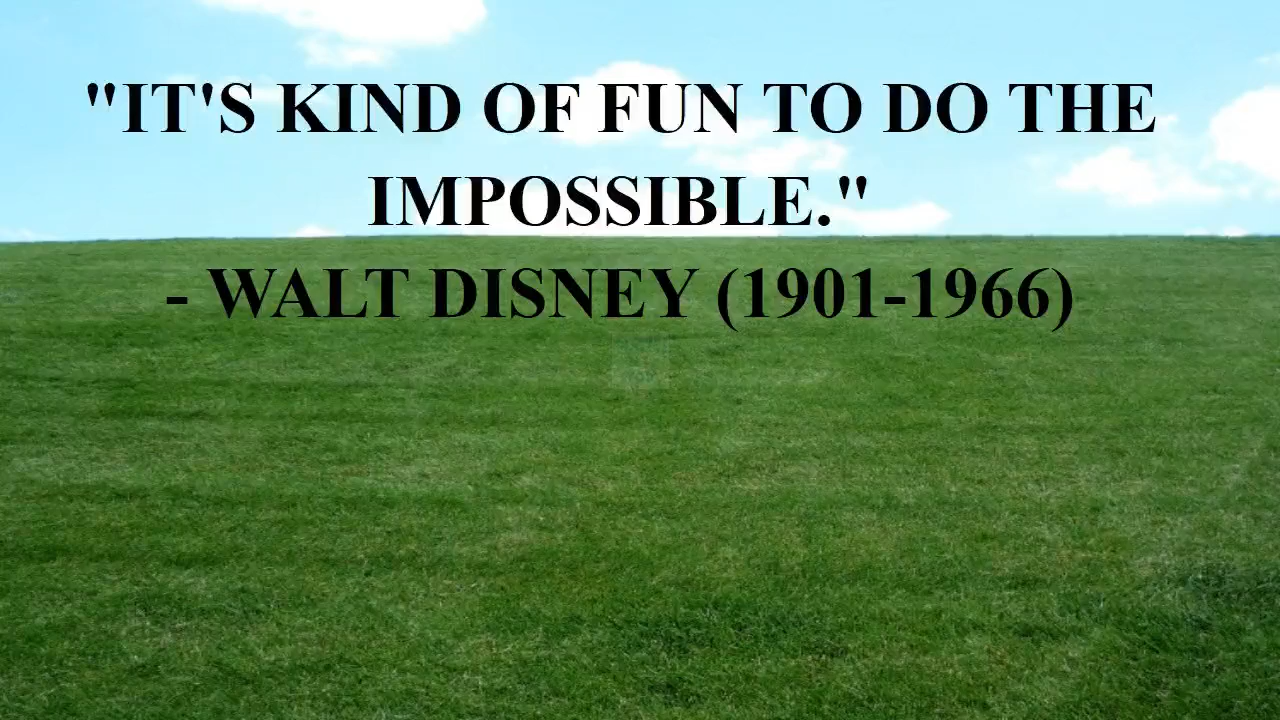 "IT'S KIND OF FUN TO DO THE
IMPOSSIBLE."
- WALT DISNEY (1901-1966)